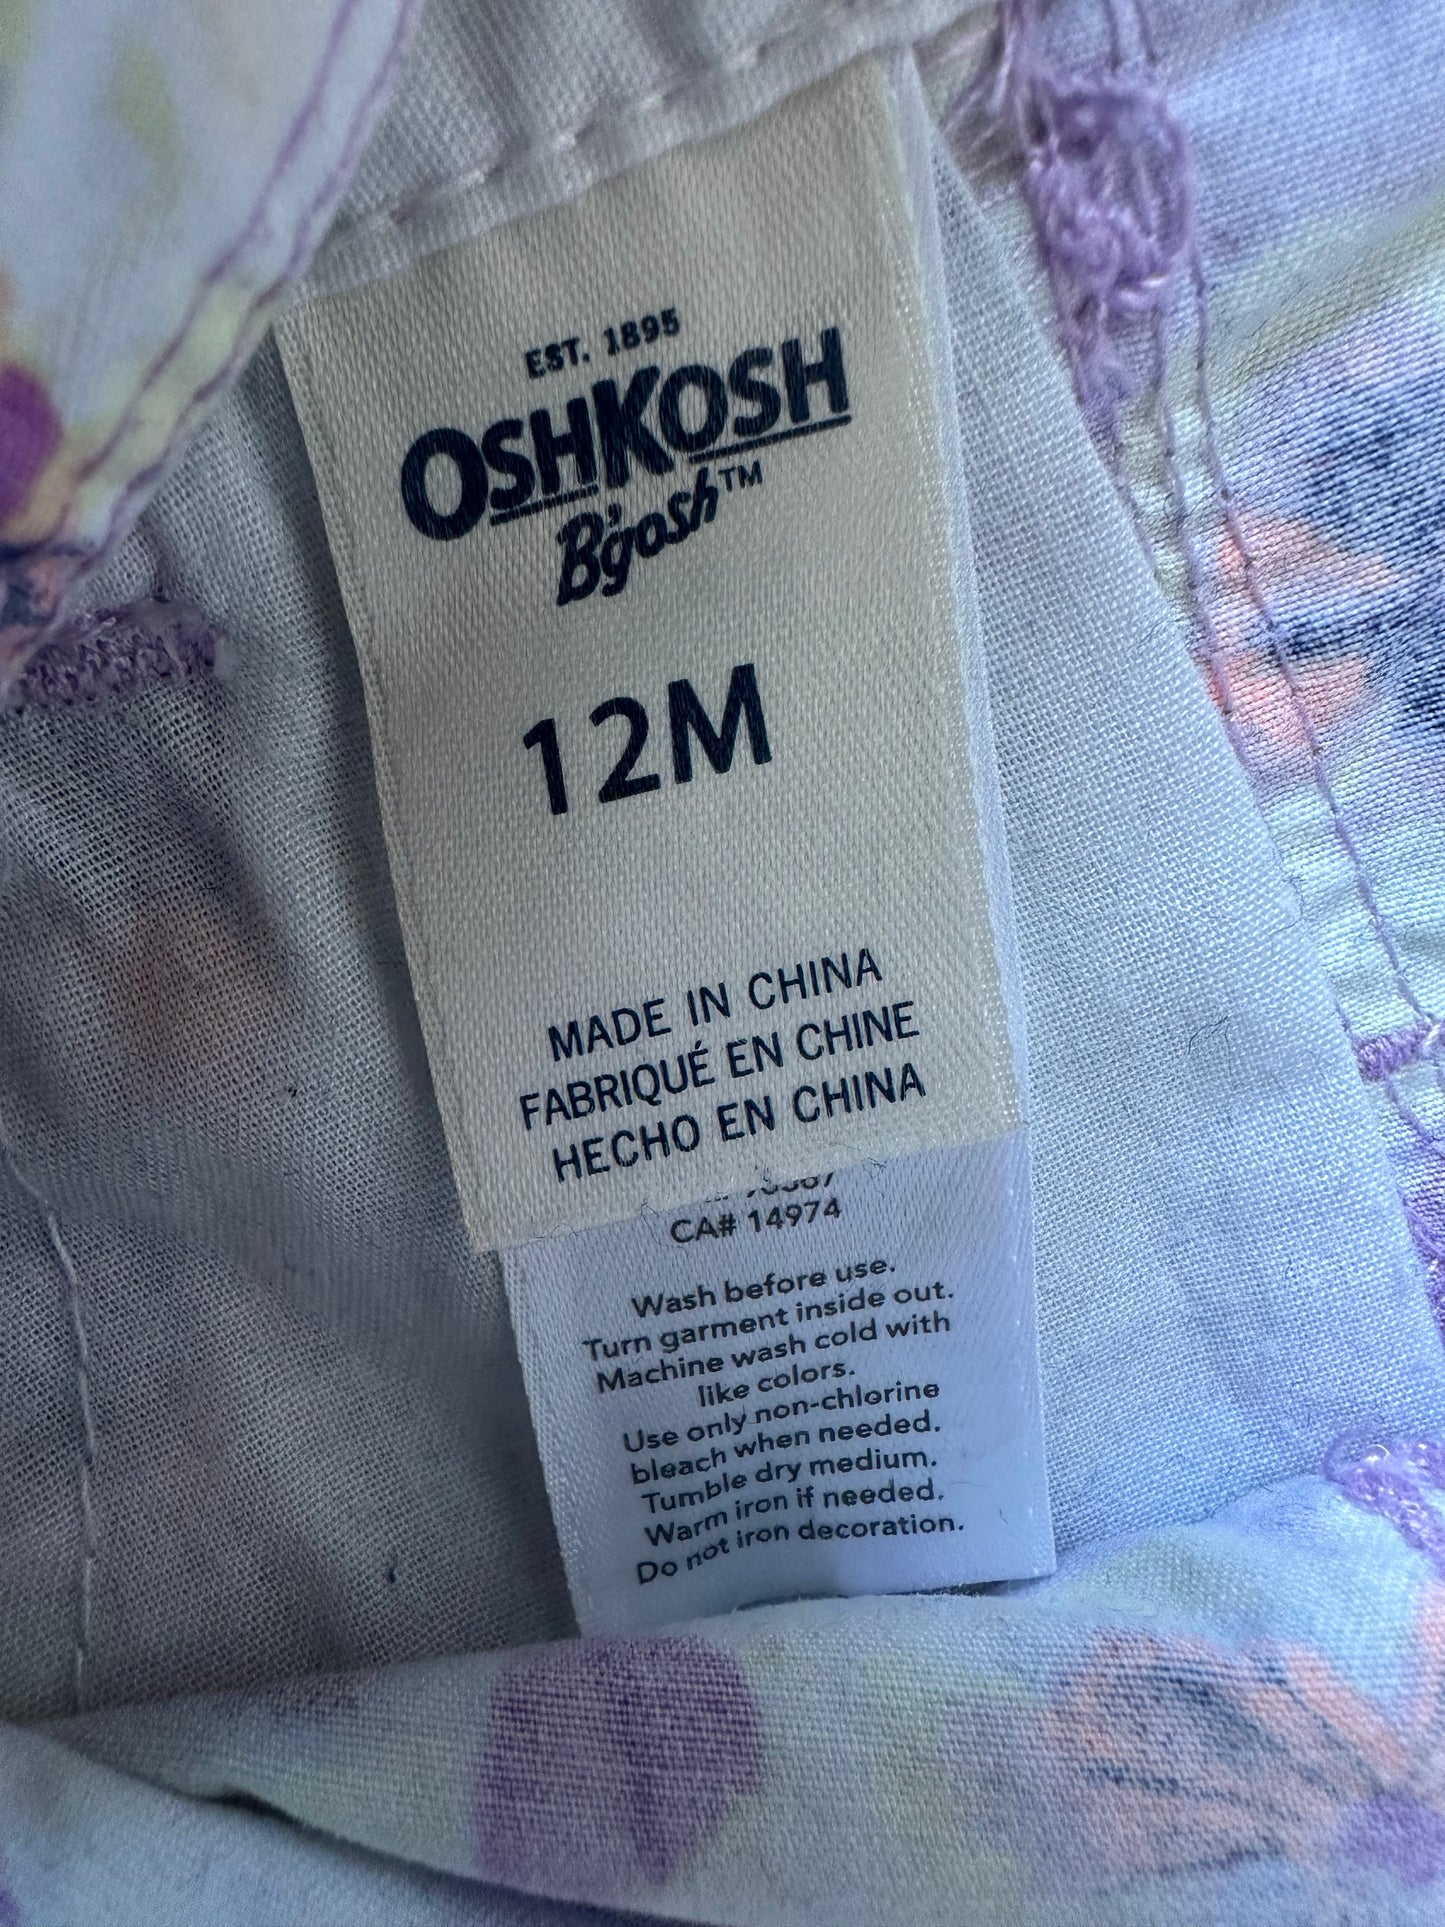 EST. 1895
OSHKOSH
B'gosh™
12M
MADE IN CHINA
FABRIQUÉ EN CHINE
HECHO EN CHINA
CA# 14974
Wash before use.
Turn garment inside out.
Machine wash cold with
like colors.
Use only non-chlorine
bleach when needed.
Tumble dry medium.
Warm iron if needed.
Do not iron decoration.